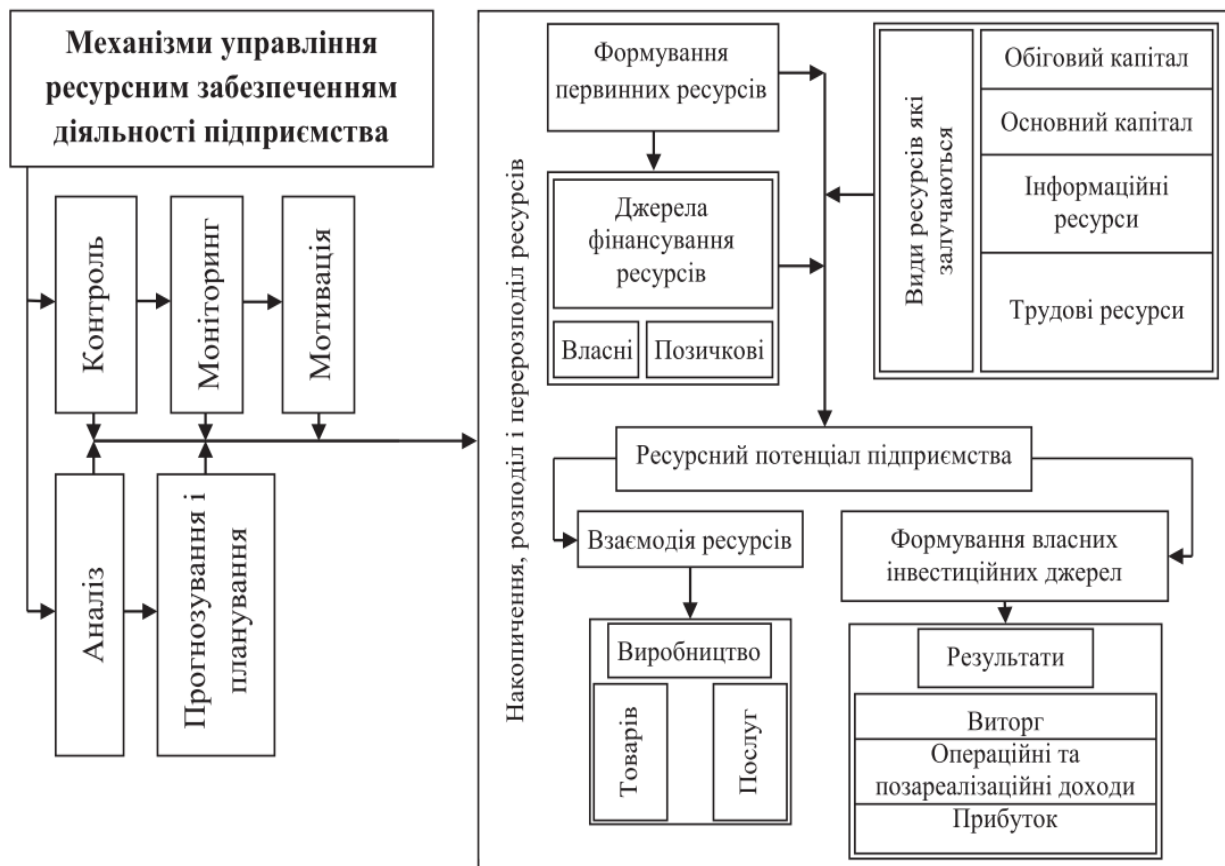 Механізми управління
ресурсним забезпеченням
діяльності підприємства
Контроль
Моніторинг
Мотивація
Аналіз
Прогнозування і
планування
Накопичення, розподіл і перерозподіл ресурсів
Формування
первинних ресурсів
Джерела
фінансування
ресурсів
Власні
Позичкові
Види ресурсів які
залучаються
Обіговий капітал
Основний капітал
Інформаційні
ресурси
Трудові ресурси
Ресурсний потенціал підприємства
Взаємодія ресурсів
Виробництво
Товарів
Послуг
Формування власних
інвестиційних джерел
Результати
Виторг
Операційні та
позареалізаційні доходи
Прибуток